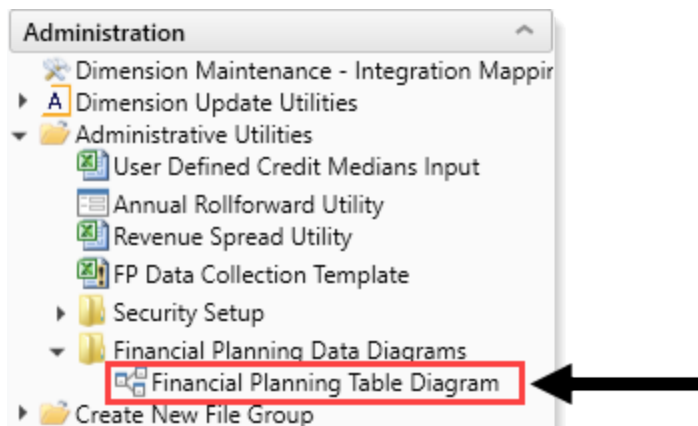 Administration
Dimension Maintenance - Integration Mappin
A Dimension Update Utilities
Administrative Utilities
User Defined Credit Medians Input
Annual Rollforward Utility
Revenue Spread Utility
FP Data Collection Template
Security Setup
Financial Planning Data Diagrams
Financial Planning Table Diagram
Create New File Group